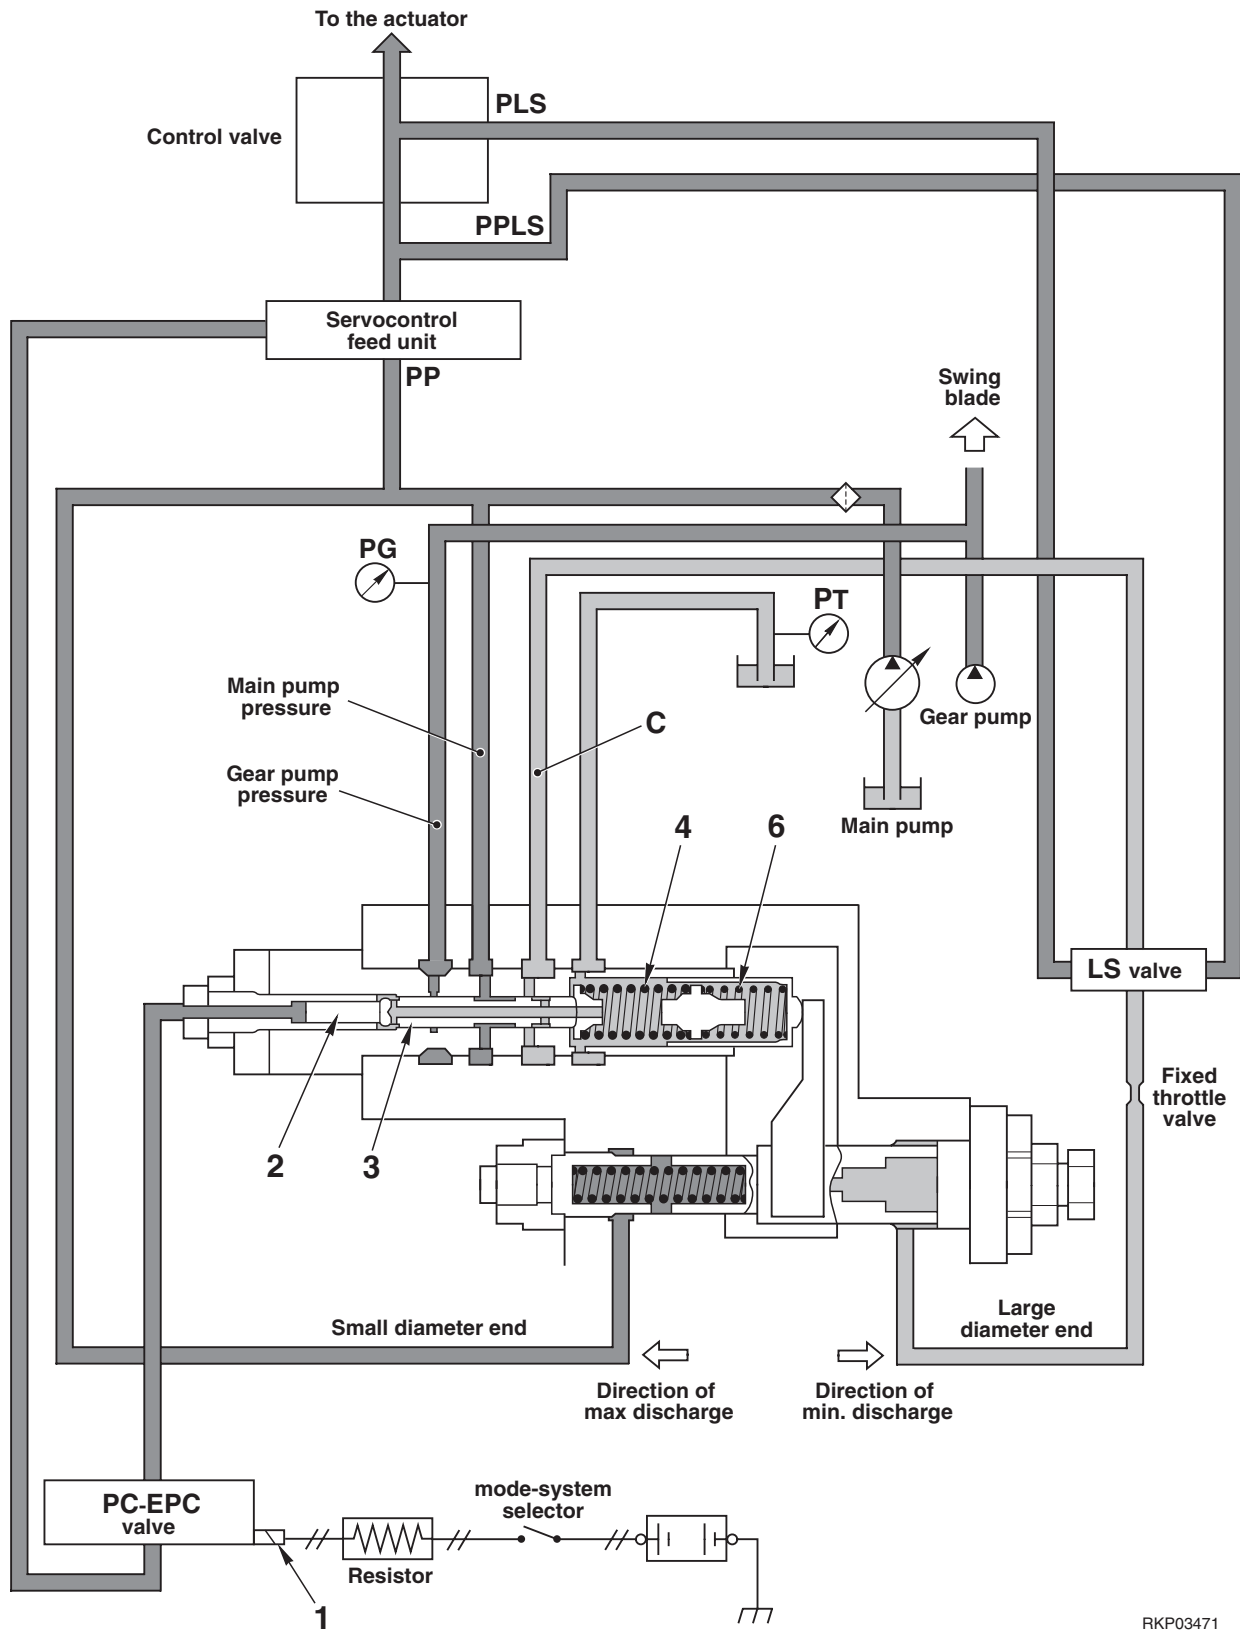 To the actuator
PLS
Control valve
PPLS
Servocontrol
feed unit
PP
Swing
blade
PG
PT
Main pump
pressure
C
Gear pump
Gear pump
pressure
Main pump
4
6
LS valve
Fixed
throttle
valve
2
3
Small diameter end
Large
diameter end
Direction of
max discharge
Direction of
min. discharge
mode-system
selector
PC-EPC
valve
Resistor
1
RKP03471